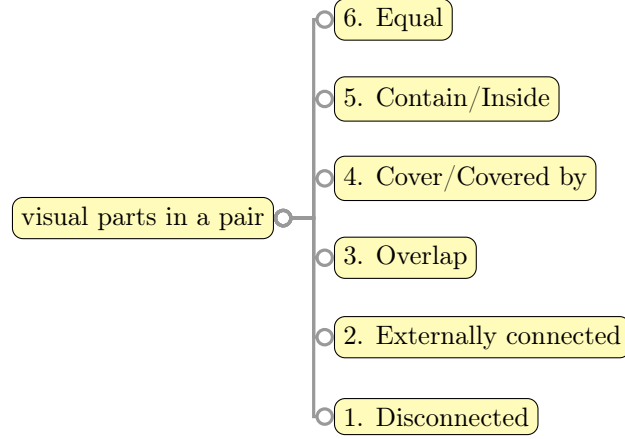 6. Equal
5. Contain/Inside
4. Cover/Covered by
visual parts in a pair
3. Overlap
2. Externally connected
1. Disconnected